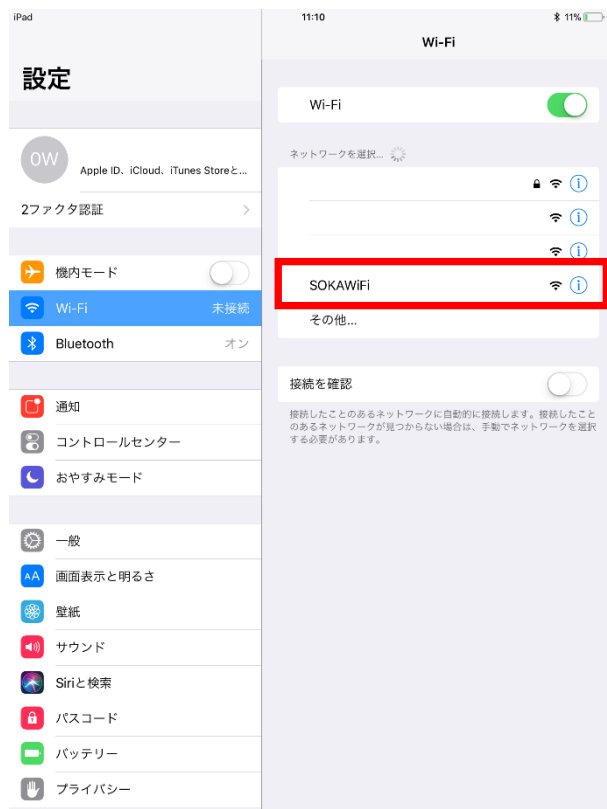 iPad
11:10
11%
Wi-Fi
設定
Wi-Fi
ネットワークを選択...
OW
Apple ID、iCloud、iTunes Storeと...
2ファクタ認証
機内モード
Wi-Fi
未接続
SOKAWiFi
その他...
Bluetooth
オン
接続を確認
接続したことのあるネットワークに自動的に接続します。接続したこと
のあるネットワークが見つからない場合は、手動でネットワークを選択
する必要があります。
通知
コントロールセンター
おやすみモード
一般
AA
画面表示と明るさ
壁紙
サウンド
Siriと検索
パスコード
バッテリー
プライバシー